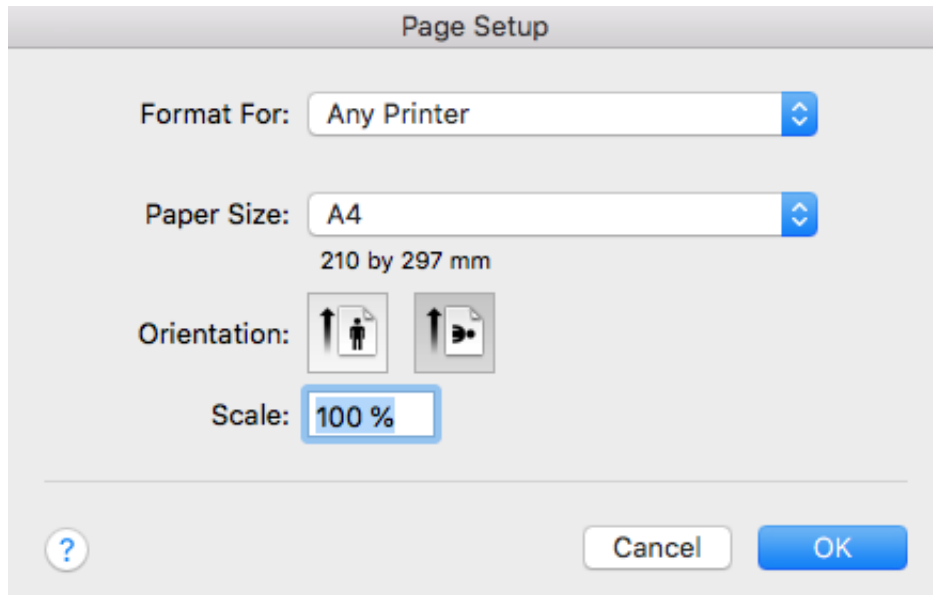 Page Setup
Format For: Any Printer
Paper Size: A4
210 by 297 mm
Orientation:
Scale: 100 %
? Cancel OK